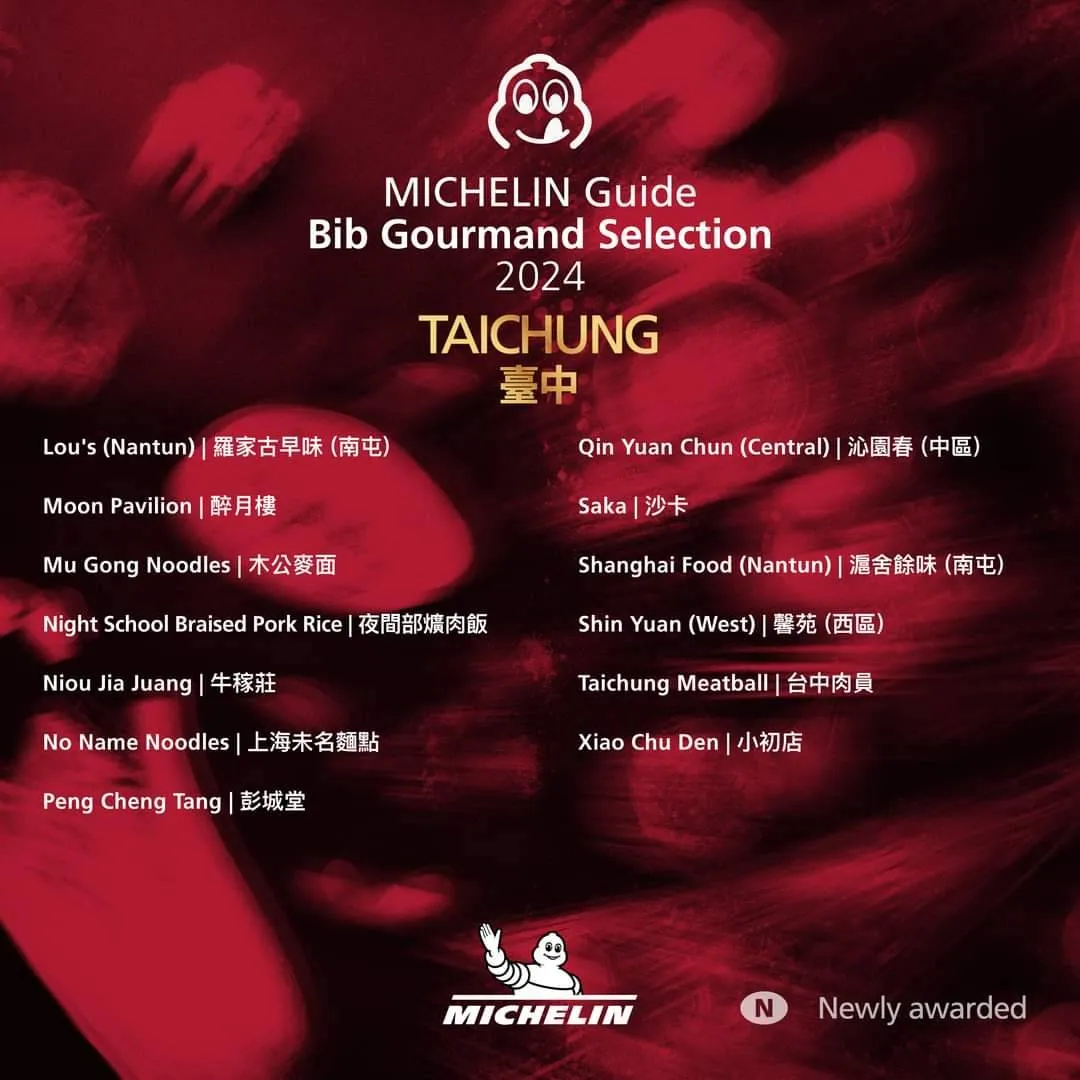 MICHELIN Guide
Bib Gourmand Selection
2024
TAICHUNG
臺中
Lou's (Nantun) | 羅家古早味 (南屯)
Moon Pavilion | 醉月樓
Mu Gong Noodles | 木公麥面
Night School Braised Pork Rice | 夜間部爌肉飯
Niou Jia Juang | 牛稼莊
No Name Noodles | 上海未名麵點
Peng Cheng Tang | 彭城堂
Qin Yuan Chun (Central) | 沁園春 (中區)
Saka | 沙卡
Shanghai Food (Nantun) | 滬舍餘味 (南屯)
Shin Yuan (West) | 馨苑 (西區)
Taichung Meatball | 台中肉員
Xiao Chu Den | 小初店
MICHELIN
N Newly awarded